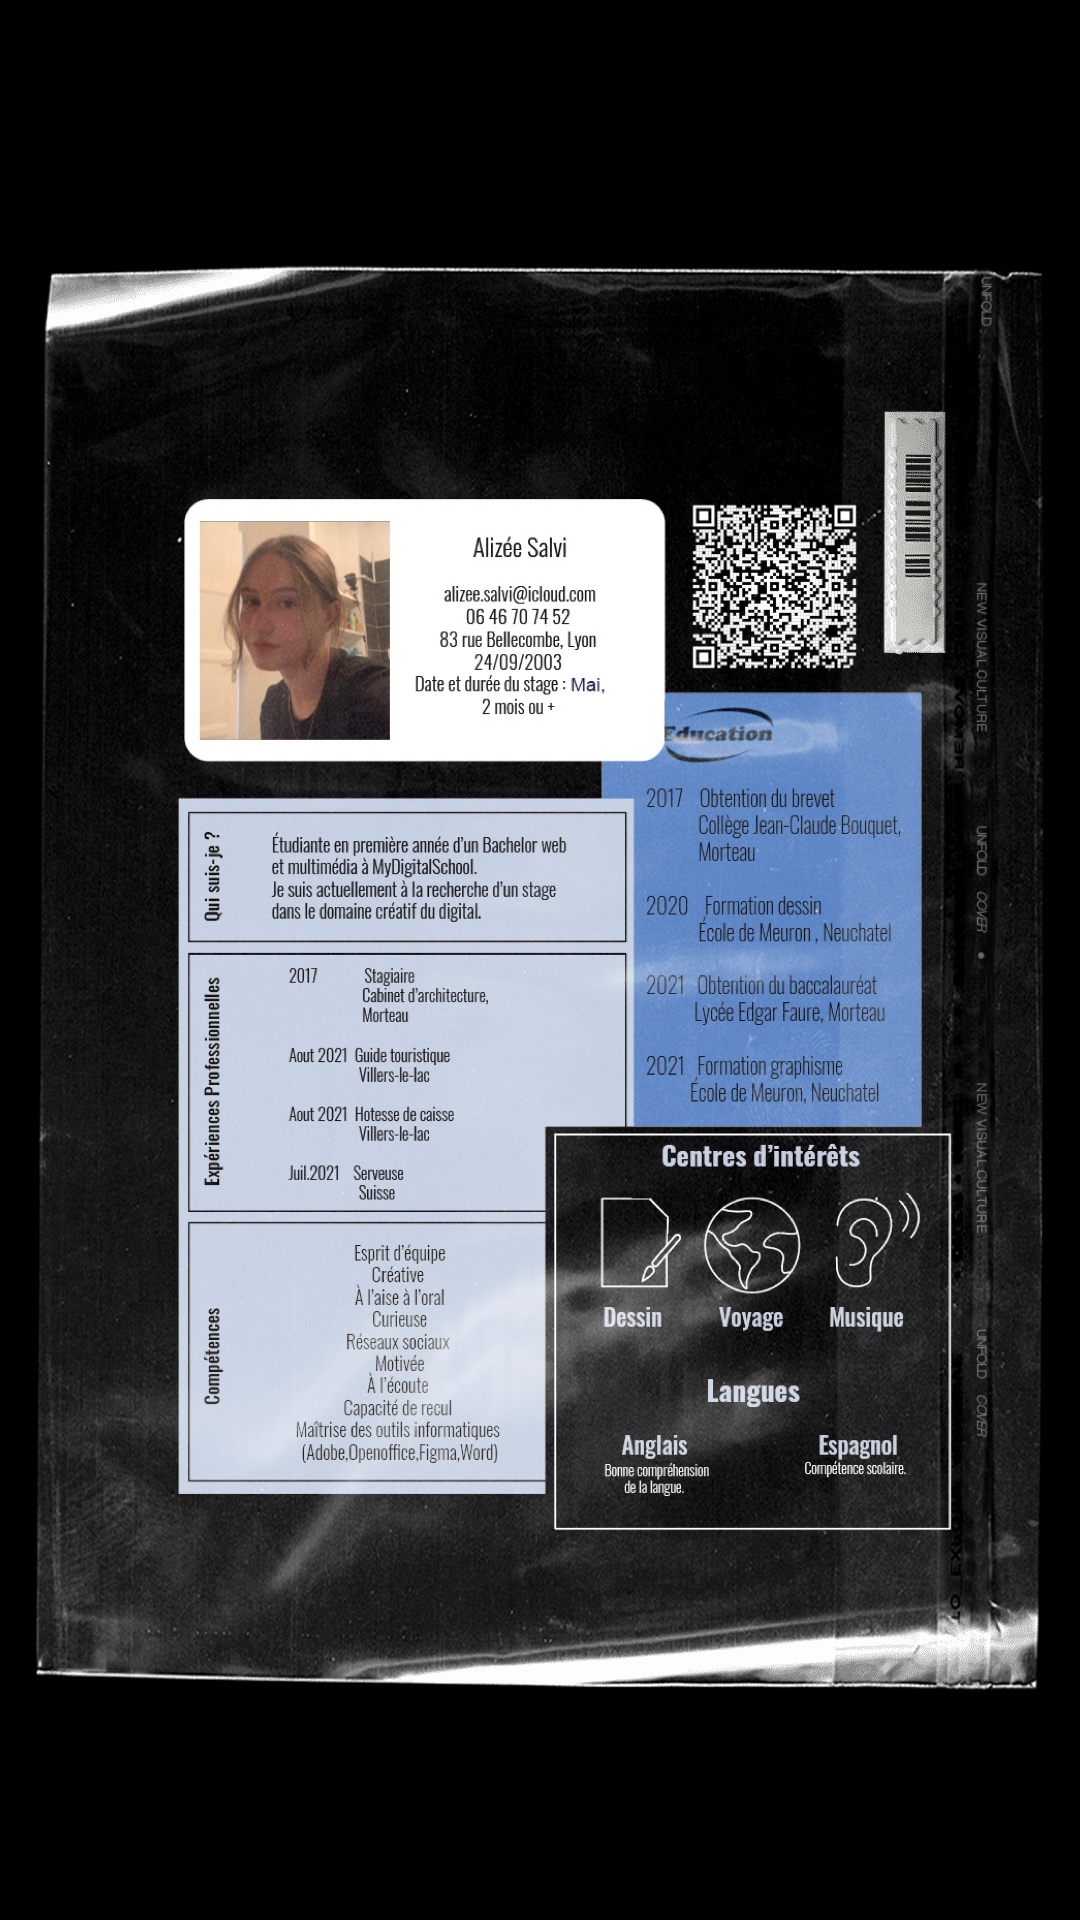 UNFOLD
Alizée Salvi
alizee.salvi@icloud.com
06 46 70 74 52
83 rue Bellecombe, Lyon
24/09/2003
Date et durée du stage : Mai,
2 mois ou +
NEW VISUAL CULTURE
Education
2017 Obtention du brevet
Collège Jean-Claude Bouquet,
Morteau
2020 Formation dessin
École de Meuron , Neuchatel
2021 Obtention du baccalauréat
Lycée Edgar Faure, Morteau
2021 Formation graphisme
École de Meuron, Neuchatel
Qui suis-je ?
Étudiante en première année d'un Bachelor web
et multimédia à MyDigitalSchool.
Je suis actuellement à la recherche d'un stage
dans le domaine créatif du digital.
UNFOLD COVER
Expériences Professionnelles
2017 Stagiaire
Cabinet d'architecture,
Morteau
Aout 2021 Guide touristique
Villers-le-lac
Aout 2021 Hotesse de caisse
Villers-le-lac
Juil.2021 Serveuse
Suisse
NEW VISUAL CULTURE
Compétences
Esprit d'équipe
Créative
À l'aise à l'oral
Curieuse
Réseaux sociaux
Motivée
À l'écoute
Capacité de recul
Maîtrise des outils informatiques
(Adobe,Openoffice,Figma,Word)
Centres d'intérêts
Dessin
Voyage
Musique
Langues
Anglais
Bonne compréhension
de la langue.
Espagnol
Compétence scolaire.
UNFOLD COVER